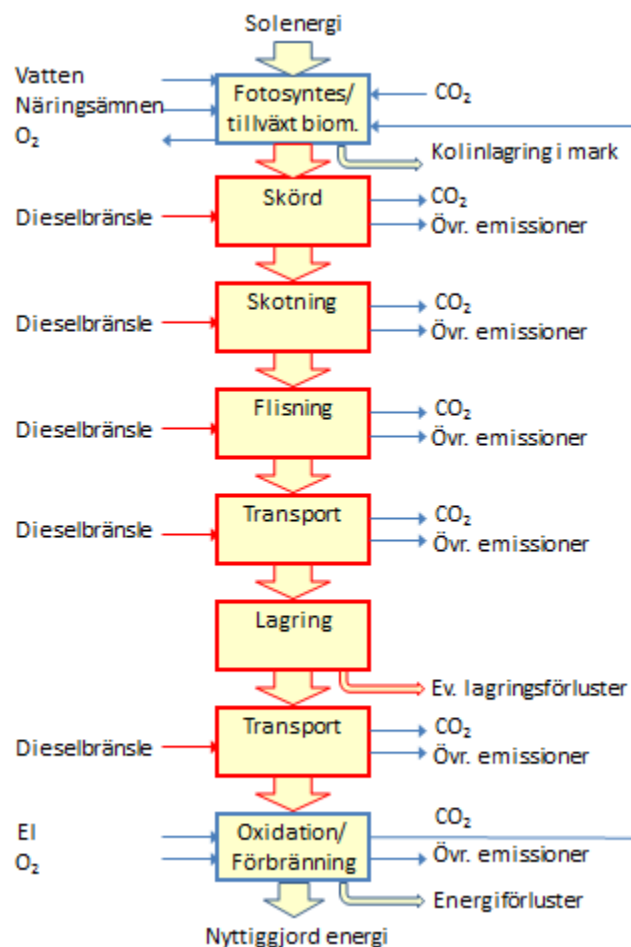 Solenergi
Vatten
Näringsämnen
O₂
Fotosyntes/
tillväxt biom.
CO₂
Kolinlagring i mark
Dieselbränsle
Skörd
CO₂
Övr. emissioner
Dieselbränsle
Skotning
CO₂
Övr. emissioner
Dieselbränsle
Flisning
CO₂
Övr. emissioner
Dieselbränsle
Transport
CO₂
Övr. emissioner
Lagring
Ev. lagringsförluster
Dieselbränsle
Transport
CO₂
Övr. emissioner
El
O₂
Oxidation/
Förbränning
CO₂
Övr. emissioner
Energiförluster
Nyttiggjord energi